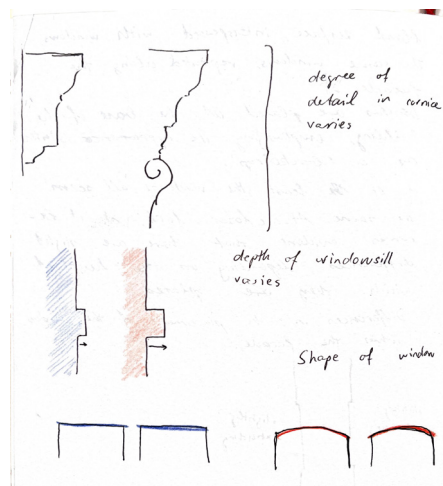 degree of
detail in cornice
varies
depth of windowsill
varies
Shape of window